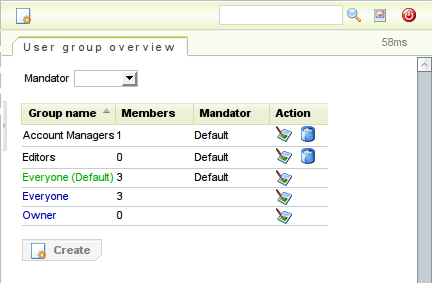 User group overview
58ms
Mandator
Group name Members Mandator Action
Account Managers 1 Default
Editors 0 Default
Everyone (Default) 3 Default
Everyone 3
Owner 0
Create